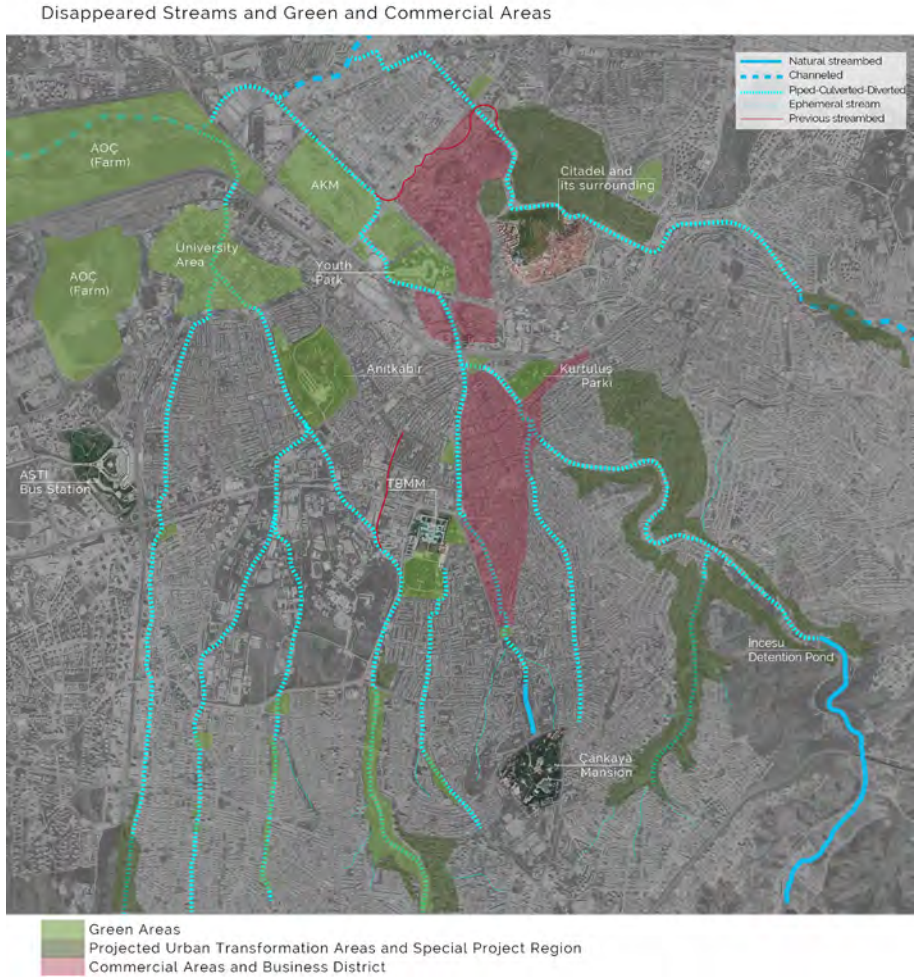 Disappeared Streams and Green and Commercial Areas
Natural streambed
Channeled
Piped-Culverted-Diverted
Ephemeral stream
Previous streambed
AOÇ
(Farm)
AKM
Citadel and
its surrounding
University
Area
AOÇ
(Farm)
Youth
Park
Anıtkabir
Kurtuluş
Parkı
AŞTİ
Bus Station
TBMM
İncesu
Detention Pond
Çankaya
Mansion
Green Areas
Projected Urban Transformation Areas and Special Project Region
Commercial Areas and Business District